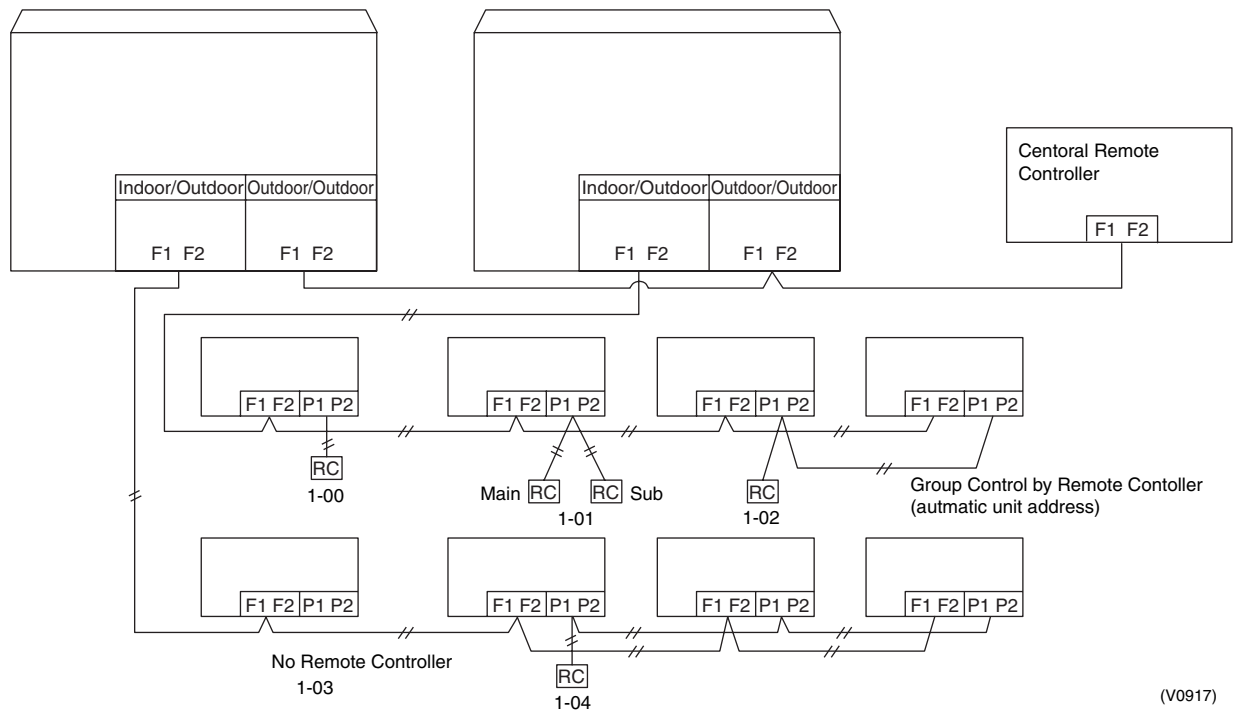 Indoor/Outdoor Outdoor/Outdoor
F1 F2 F1 F2
Indoor/Outdoor Outdoor/Outdoor
F1 F2 F1 F2
Centoral Remote
Controller
F1 F2
F1 F2 P1 P2
F1 F2 P1 P2
F1 F2 P1 P2
F1 F2 P1 P2
RC
1-00
Main RC RC Sub
1-01
RC
1-02
Group Control by Remote Contoller
(autmatic unit address)
F1 F2 P1 P2
F1 F2 P1 P2
F1 F2 P1 P2
F1 F2 P1 P2
No Remote Controller
1-03
RC
1-04
(V0917)